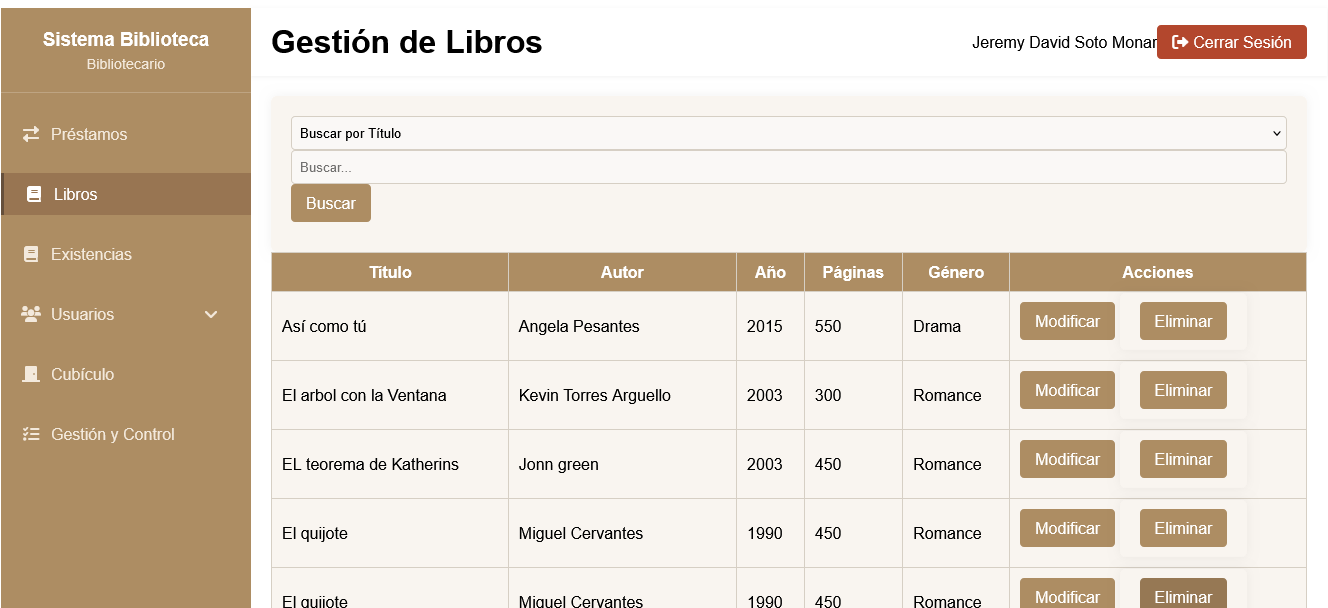 Sistema Biblioteca
Bibliotecario
Préstamos
Libros
Existencias
Usuarios
Cubículo
Gestión y Control
Gestión de Libros
Jeremy David Soto Monar
Cerrar Sesión
Buscar por Título
Buscar...
Buscar
Título Autor Año Páginas Género Acciones
Así como tú Angela Pesantes 2015 550 Drama Modificar Eliminar
El arbol con la Ventana Kevin Torres Arguello 2003 300 Romance Modificar Eliminar
EL teorema de Katherins Jonn green 2003 450 Romance Modificar Eliminar
El quijote Miguel Cervantes 1990 450 Romance Modificar Eliminar
El quijote Miguel Cervantes 1990 450 Romance Modificar Eliminar